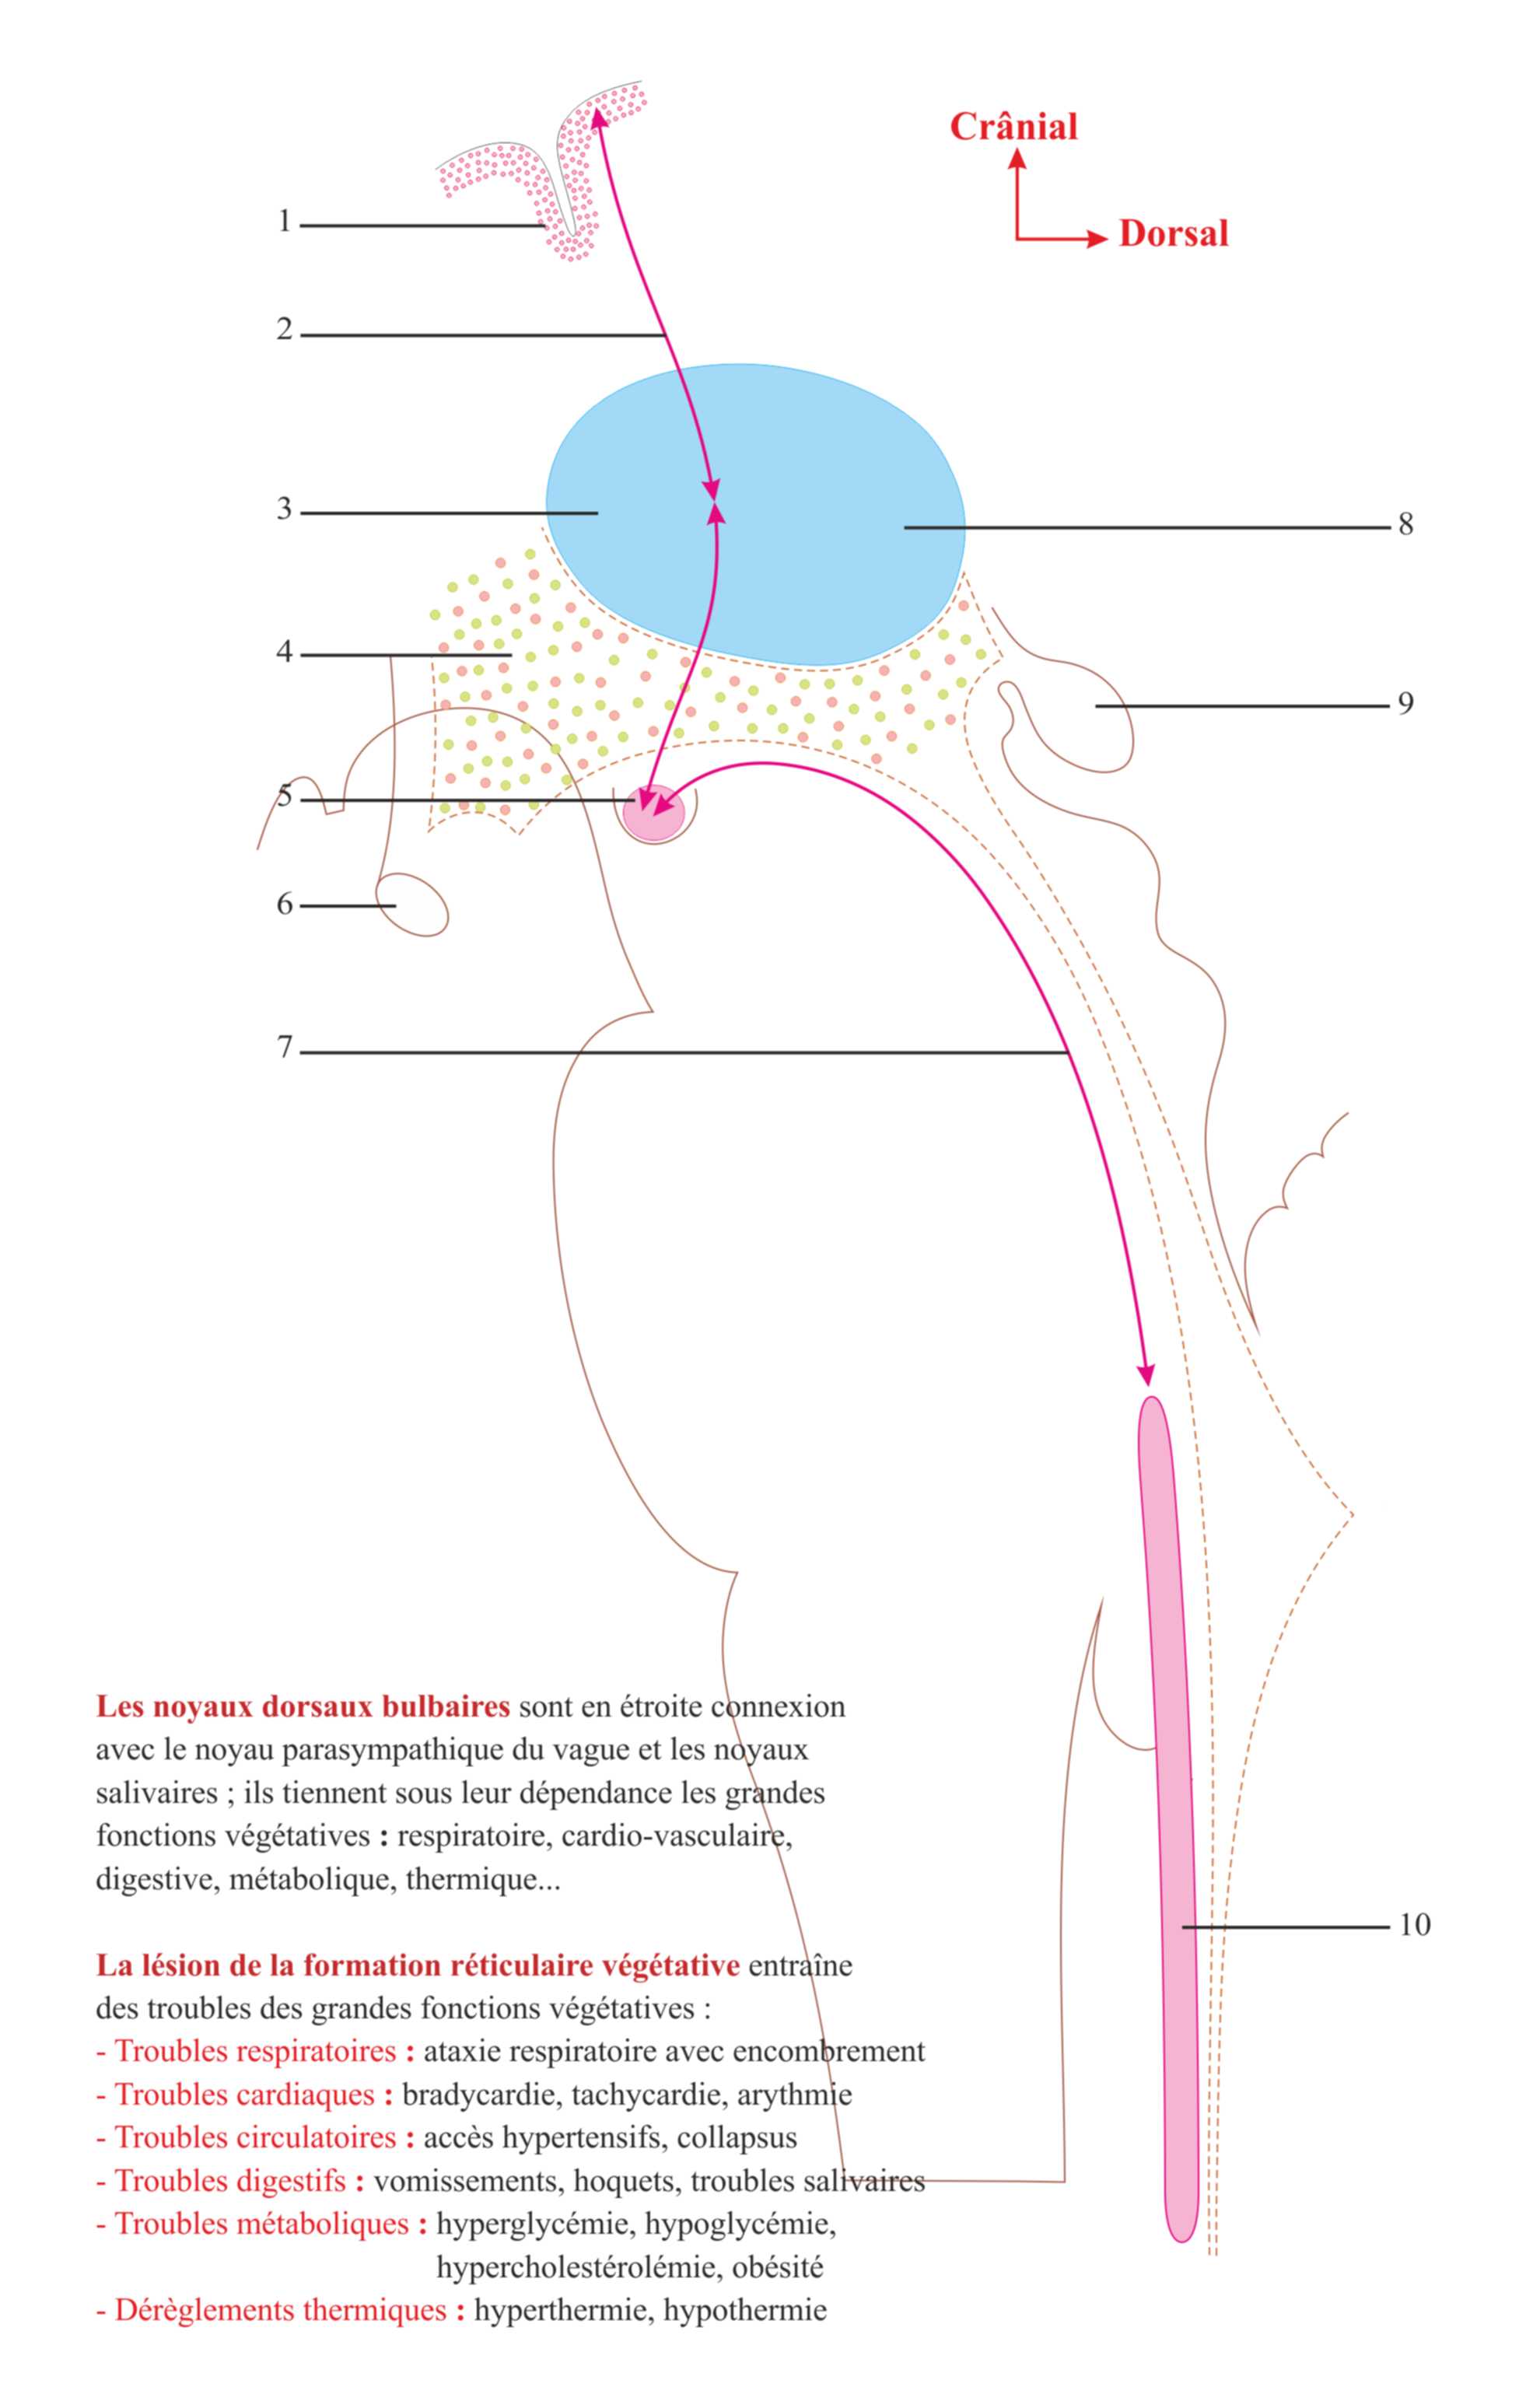 Crânial
Dorsal
1
2
3
4
5
6
7
8
9
10
Les noyaux dorsaux bulbaires sont en étroite connexion
avec le noyau parasympathique du vague et les noyaux
salivaires ; ils tiennent sous leur dépendance les grandes
fonctions végétatives : respiratoire, cardio-vasculaire,
digestive, métabolique, thermique...
La lésion de la formation réticulaire végétative entraîne
des troubles des grandes fonctions végétatives :
- Troubles respiratoires : ataxie respiratoire avec encombrement
- Troubles cardiaques : bradycardie, tachycardie, arythmie
- Troubles circulatoires : accès hypertensifs, collapsus
- Troubles digestifs : vomissements, hoquets, troubles salivaires
- Troubles métaboliques : hyperglycémie, hypoglycémie,
hypercholestérolémie, obésité
- Dérèglements thermiques : hyperthermie, hypothermie